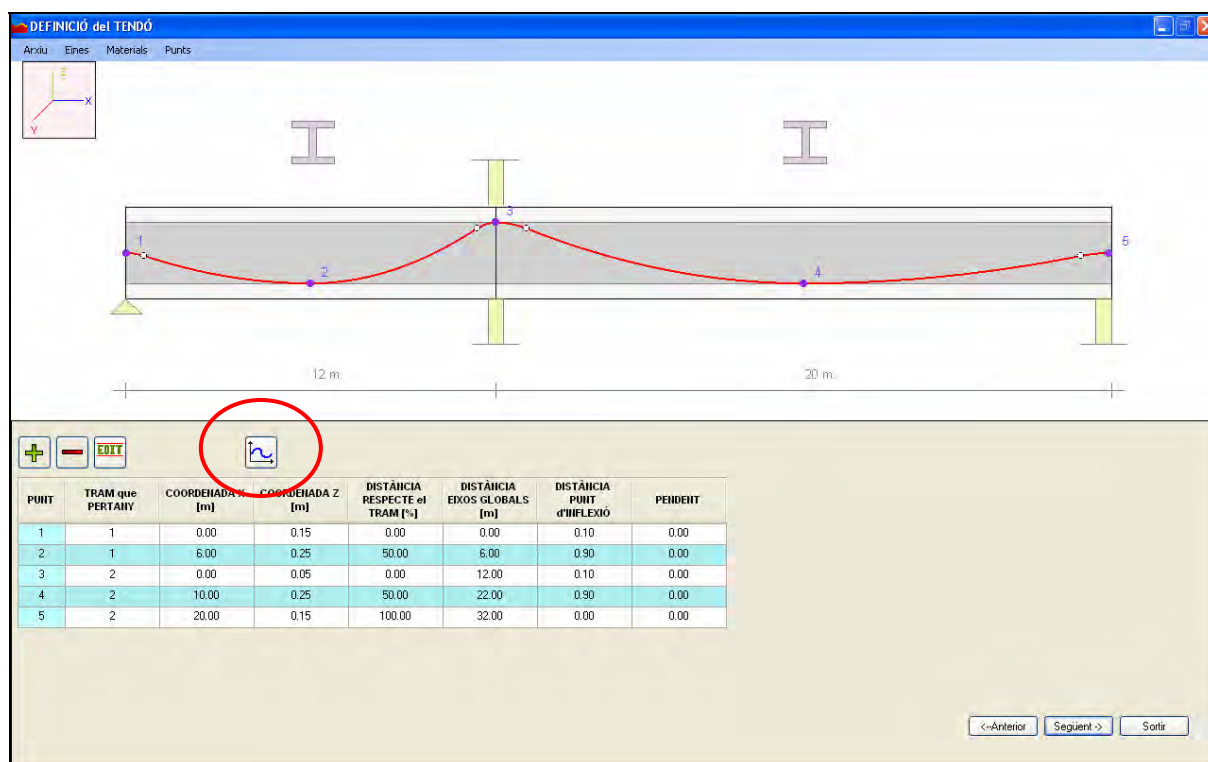 DEFINICIÓ del TENDÓ
Arxiu Eines Materials Punts
Z
X
Y
3
1
5
2
4
12 m.
20 m.
EDIT
PUNT TRAM que PERTANY COORDENADA X [m] COORDENADA Z [m] DISTÀNCIA RESPECTE el TRAM [%] DISTÀNCIA EIXOS GLOBALS [m] DISTÀNCIA PUNT d'INFLEXIÓ PENDENT
1 1 0.00 0.15 0.00 0.00 0.10 0.00
2 1 6.00 0.25 50.00 6.00 0.90 0.00
3 2 0.00 0.05 0.00 12.00 0.10 0.00
4 2 10.00 0.25 50.00 22.00 0.90 0.00
5 2 20.00 0.15 100.00 32.00 0.00 0.00
<-Anterior Següent -> Sortir